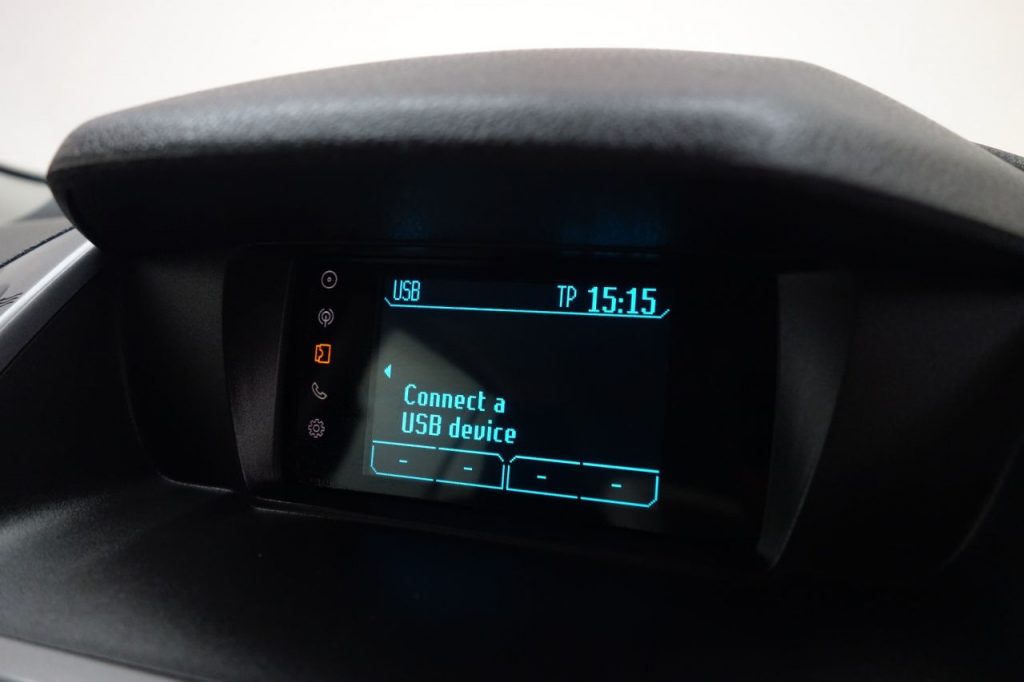 USB TP 15:15
Connect a
USB device
- - - -